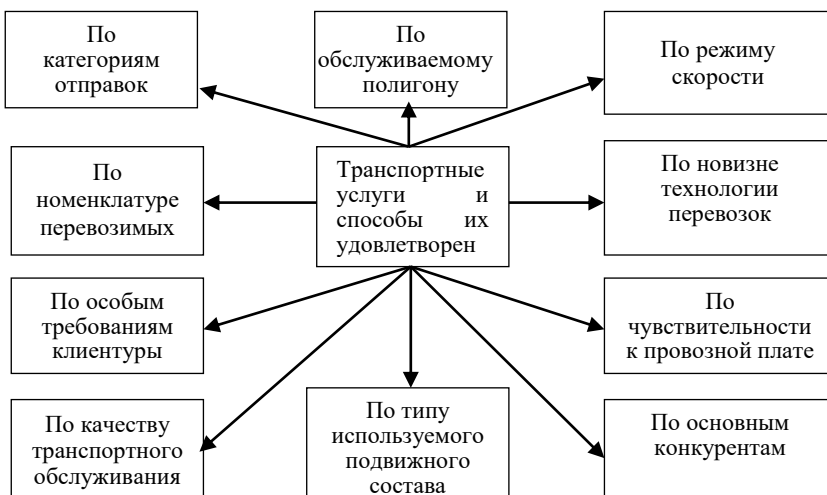 По
категориям
отправок
По
обслуживаемому
полигону
По режиму
скорости
По
номенклатуре
перевозимых
Транспортные
услуги и
способы их
удовлетворен
По новизне
технологии
перевозок
По особым
требованиям
клиентуры
По
чувствительности
к провозной плате
По качеству
транспортного
обслуживания
По типу
используемого
подвижного
состава
По основным
конкурентам